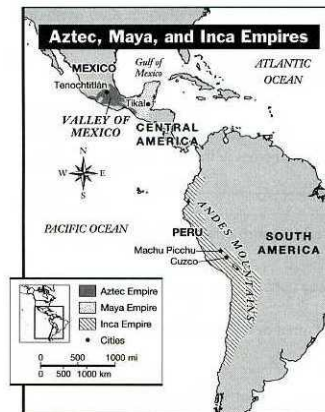 Aztec, Maya, and Inca Empires
MEXICO
Gulf of
Mexico
ATLANTIC
OCEAN
Tenochtitlán
Tikal
VALLEY OF
MEXICO
CENTRAL
AMERICA
N
W
E
S
PACIFIC OCEAN
ANDES MOUNTAINS
PERU
SOUTH
AMERICA
Machu Picchu
Cuzco
Aztec Empire
Maya Empire
Inca Empire
Cities
0 500 1000 mi
0 500 1000 km